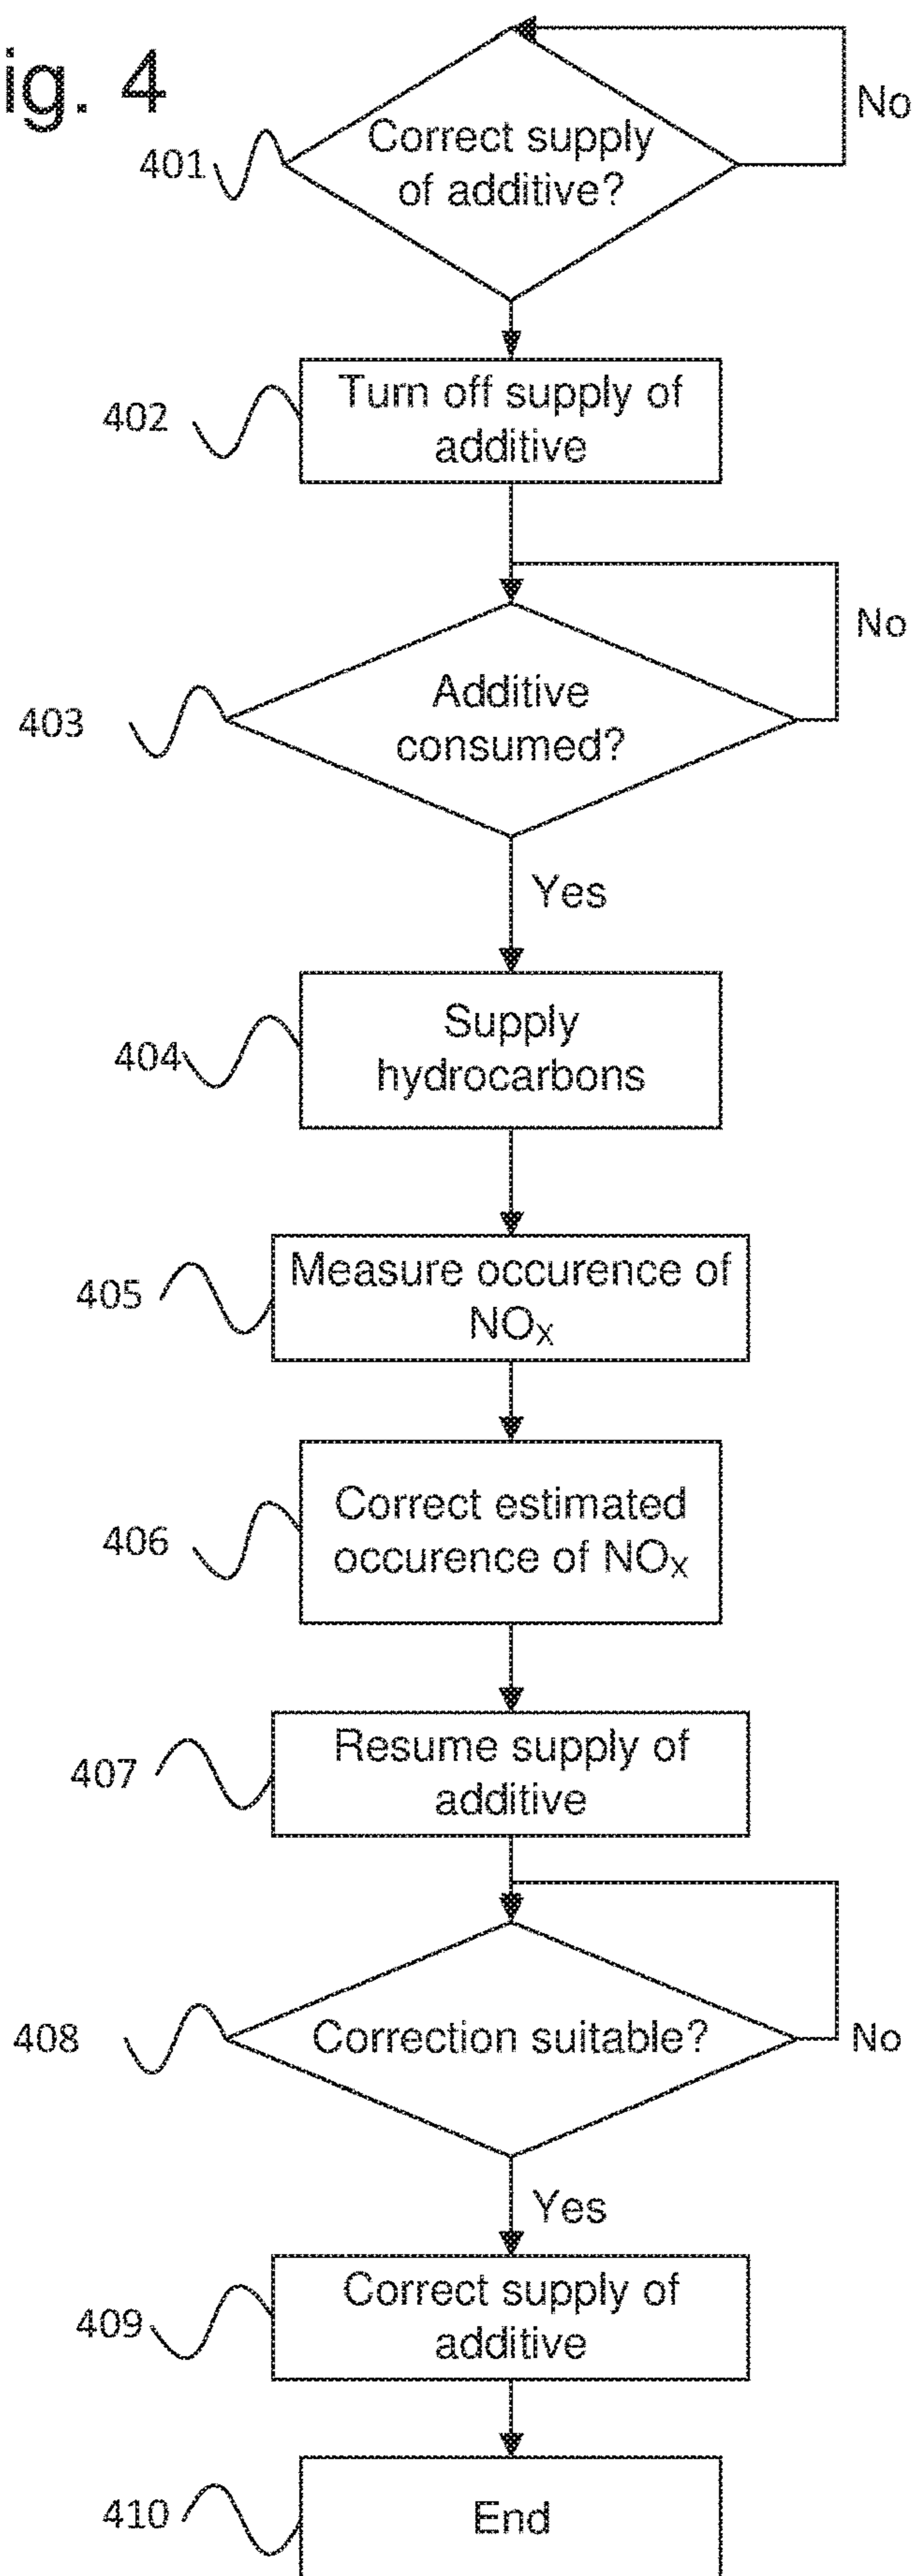 ig. 4
No
401
Correct supply
of additive?
402
Turn off supply of
additive
No
403
Additive
consumed?
Yes
404
Supply
hydrocarbons
405
Measure occurence of
NOX
406
Correct estimated
occurence of NOX
407
Resume supply of
additive
408
Correction suitable?
No
Yes
409
Correct supply of
additive
410
End